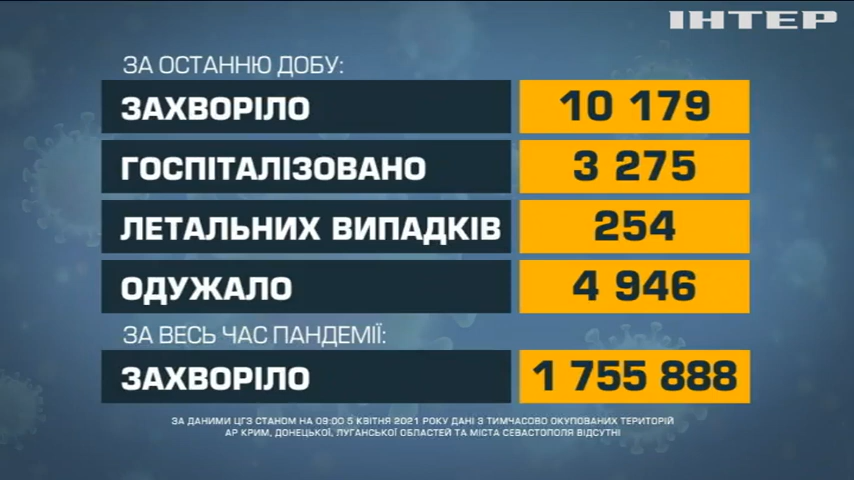 ІНТЕР
ЗА ОСТАННЮ ДОБУ:
ЗАХВОРІЛО 10 179
ГОСПІТАЛІЗОВАНО 3 275
ЛЕТАЛЬНИХ ВИПАДКІВ 254
ОДУЖАЛО 4 946
ЗА ВЕСЬ ЧАС ПАНДЕМІЇ:
ЗАХВОРІЛО 1 755 888
ЗА ДАНИМИ ЦГЗ СТАНОМ НА 09:00 5 КВІТНЯ 2021 РОКУ ДАНІ З ТИМЧАСОВО ОКУПОВАНИХ ТЕРИТОРІЙ
АР КРИМ, ДОНЕЦЬКОЇ, ЛУГАНСЬКОЇ ОБЛАСТЕЙ ТА МІСТА СЕВАСТОПОЛЯ ВІДСУТНІ